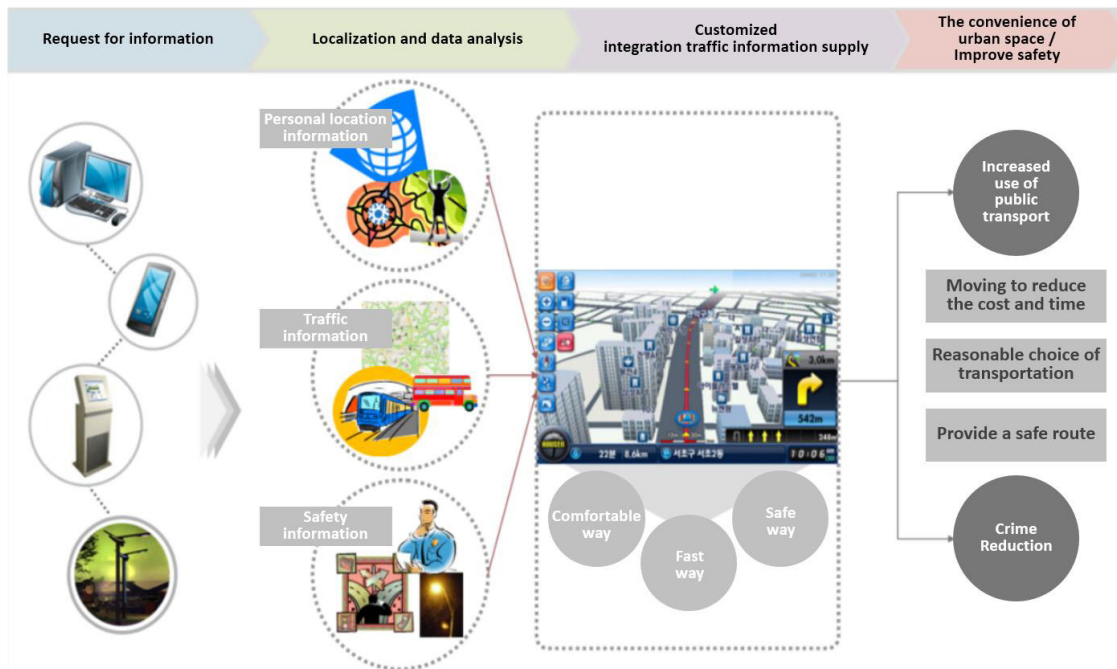 Request for information
Localization and data analysis
Customized
integration traffic information supply
The convenience of
urban space /
Improve safety
Personal location
information
Traffic
information
Safety
information
3.0km
542m
248m
22분 8.6km
서초구 서초2동
10:06
Comfortable
way
Fast
way
Safe
way
Increased
use of
public
transport
Moving to reduce
the cost and time
Reasonable choice of
transportation
Provide a safe route
Crime
Reduction